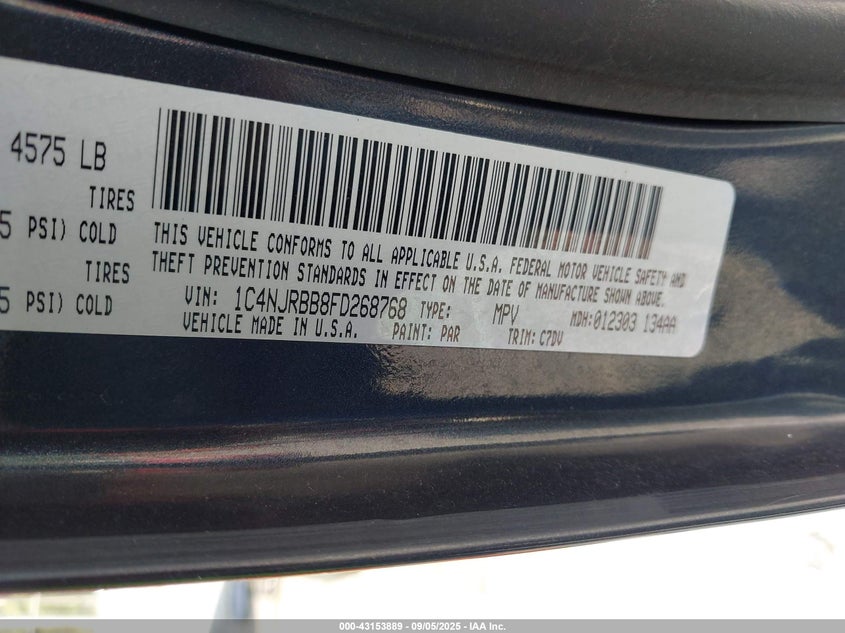 4575 LB
TIRES
5 PSI) COLD
TIRES
5 PSI) COLD
THIS VEHICLE CONFORMS TO ALL APPLICABLE U.S.A. FEDERAL MOTOR VEHICLE SAFETY AND
THEFT PREVENTION STANDARDS IN EFFECT ON THE DATE OF MANUFACTURE SHOWN ABOVE.
VIN: 1C4NJRBB8FD268768 TYPE: MPV MDH:012303 134AA
VEHICLE MADE IN U.S.A. PAINT: PAR TRIM: C7DV
000-43153889 - 09/05/2025 - IAA Inc.